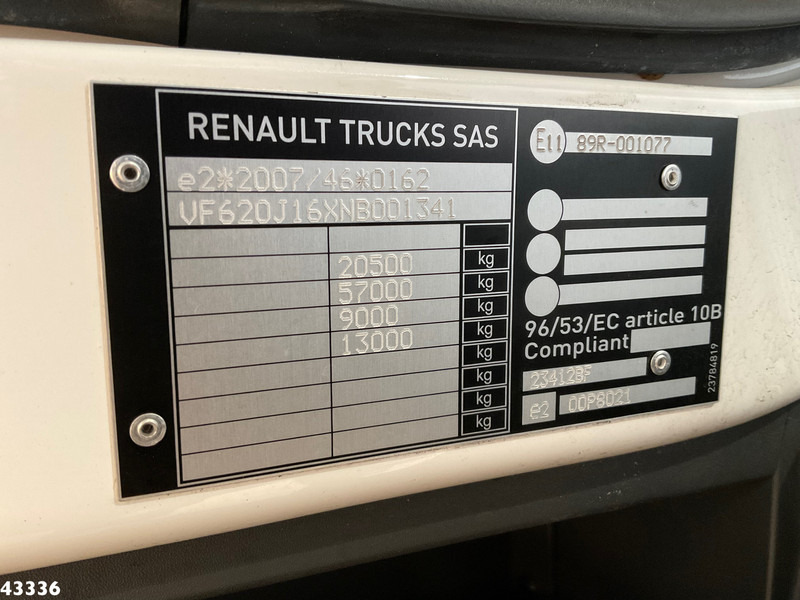 RENAULT TRUCKS SAS
e2*2007/46*0162
VF620J16XNB001341
20500 kg
57000 kg
9000 kg
13000 kg
kg
kg
kg
kg
E11 89R-001077
96/53/EC article 10B
Compliant
23412BF
e2 00P8021
23784819
43336